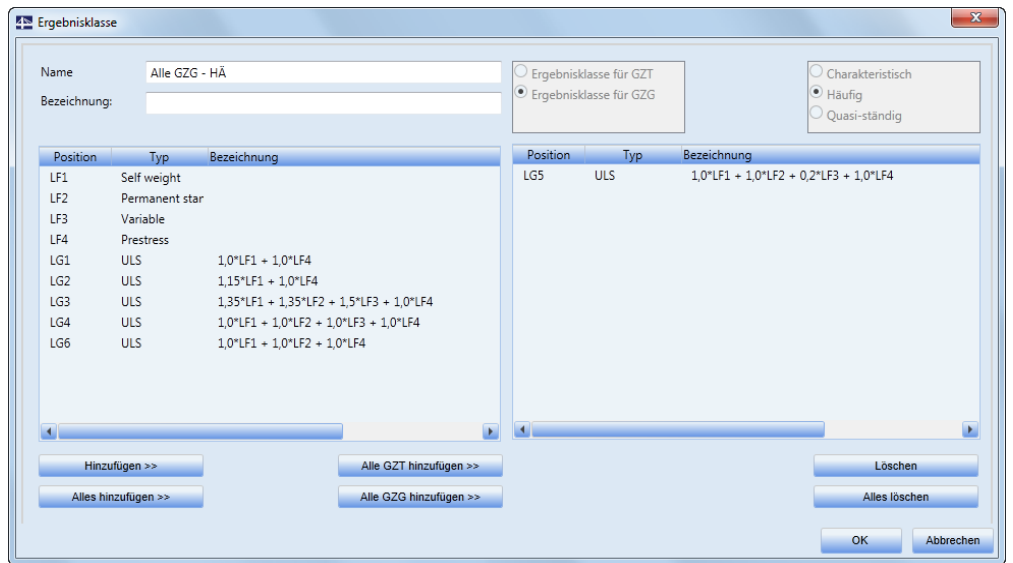 Ergebnisklasse
Name Alle GZG - HÄ
Bezeichnung:
Ergebnisklasse für GZT
Ergebnisklasse für GZG
Charakteristisch
Häufig
Quasi-ständig
Position Typ Bezeichnung
LF1 Self weight
LF2 Permanent star
LF3 Variable
LF4 Prestress
LG1 ULS 1,0*LF1 + 1,0*LF4
LG2 ULS 1,15*LF1 + 1,0*LF4
LG3 ULS 1,35*LF1 + 1,35*LF2 + 1,5*LF3 + 1,0*LF4
LG4 ULS 1,0*LF1 + 1,0*LF2 + 1,0*LF3 + 1,0*LF4
LG6 ULS 1,0*LF1 + 1,0*LF2 + 1,0*LF4
Position Typ Bezeichnung
LG5 ULS 1,0*LF1 + 1,0*LF2 + 0,2*LF3 + 1,0*LF4
Hinzufügen >> Alle GZT hinzufügen >> Löschen
Alles hinzufügen >> Alle GZG hinzufügen >> Alles löschen
OK Abbrechen